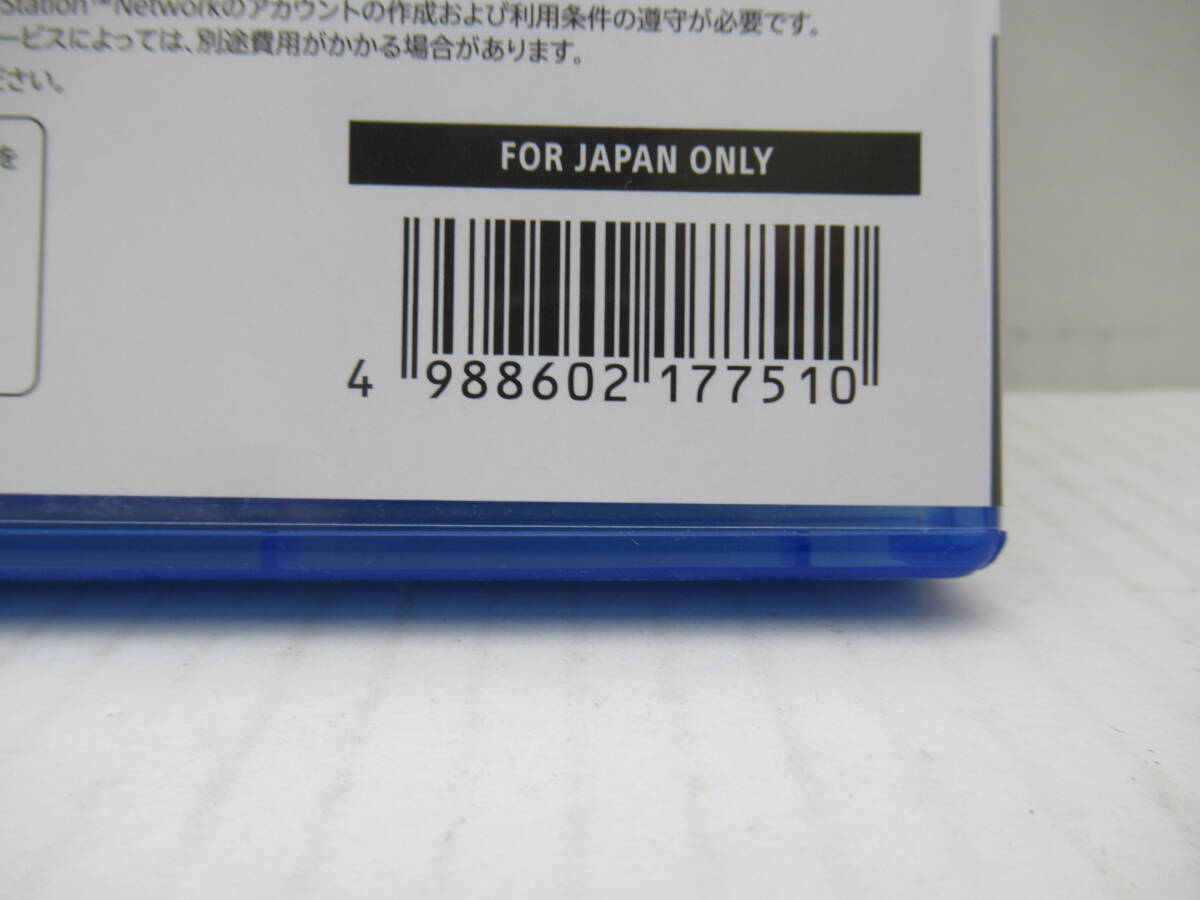 Station™Networkのアカウントの作成および利用条件の遵守が必要です。
ービスによっては、別途費用がかかる場合があります。
ださい。
を
FOR JAPAN ONLY
4 988602 177510